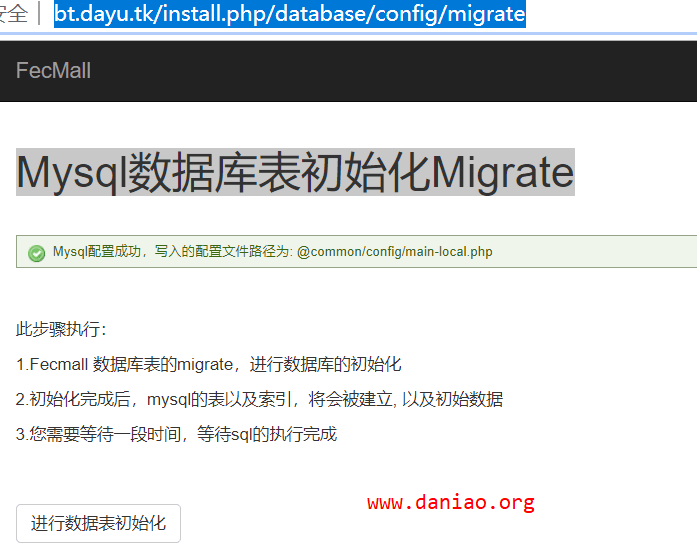 安全 | bt.dayu.tk/install.php/database/config/migrate
FecMall
Mysql数据库表初始化Migrate
Mysql配置成功，写入的配置文件路径为: @common/config/main-local.php
此步骤执行：
1.Fecmall 数据库表的migrate，进行数据库的初始化
2.初始化完成后，mysql的表以及索引，将会被建立, 以及初始数据
3.您需要等待一段时间，等待sql的执行完成
www.daniao.org
进行数据表初始化